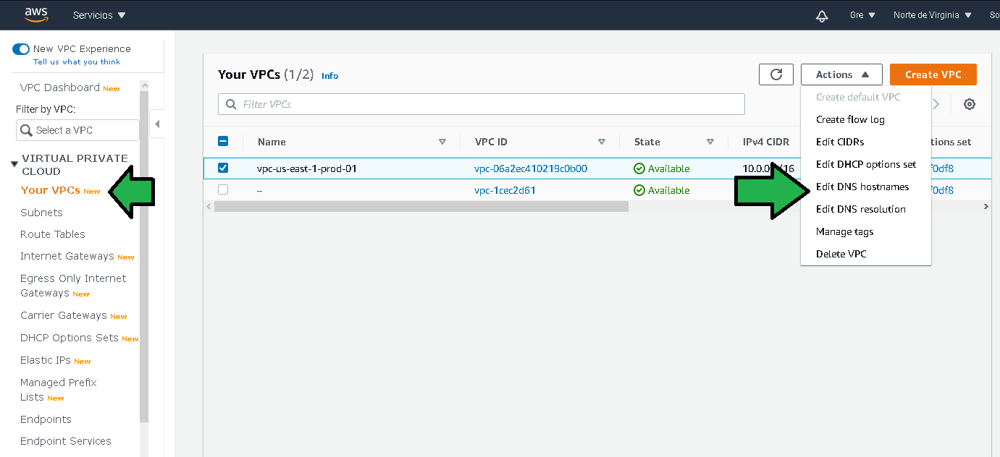 aws Servicios Gre Norte de Virginia So
New VPC Experience
Tell us what you think
VPC Dashboard New
Filter by VPC:
Select a VPC
VIRTUAL PRIVATE
CLOUD
Your VPCs New
Subnets
Route Tables
Internet Gateways New
Egress Only Internet
Gateways New
Carrier Gateways New
DHCP Options Sets New
Elastic IPs New
Managed Prefix
Lists New
Endpoints
Endpoint Services
Your VPCs (1/2) Info
Actions
Create VPC
Filter VPCs
Name VPC ID State IPv4 CIDR tions set
vpc-us-east-1-prod-01 vpc-06a2ec410219c0b00 Available 10.0.0 /16 f0df8
– vpc-1cec2d61 Available f0df8
Create default VPC
Create flow log
Edit CIDRs
Edit DHCP options set
Edit DNS hostnames
Edit DNS resolution
Manage tags
Delete VPC